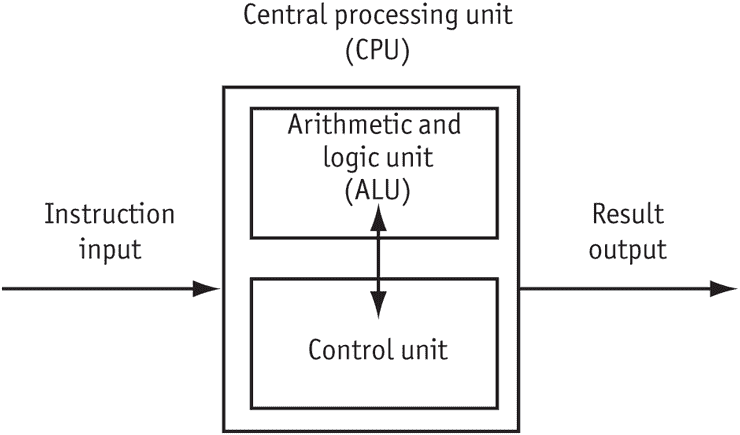 Central processing unit
(CPU)
Arithmetic and
logic unit
(ALU)
Instruction
input
Result
output
Control unit